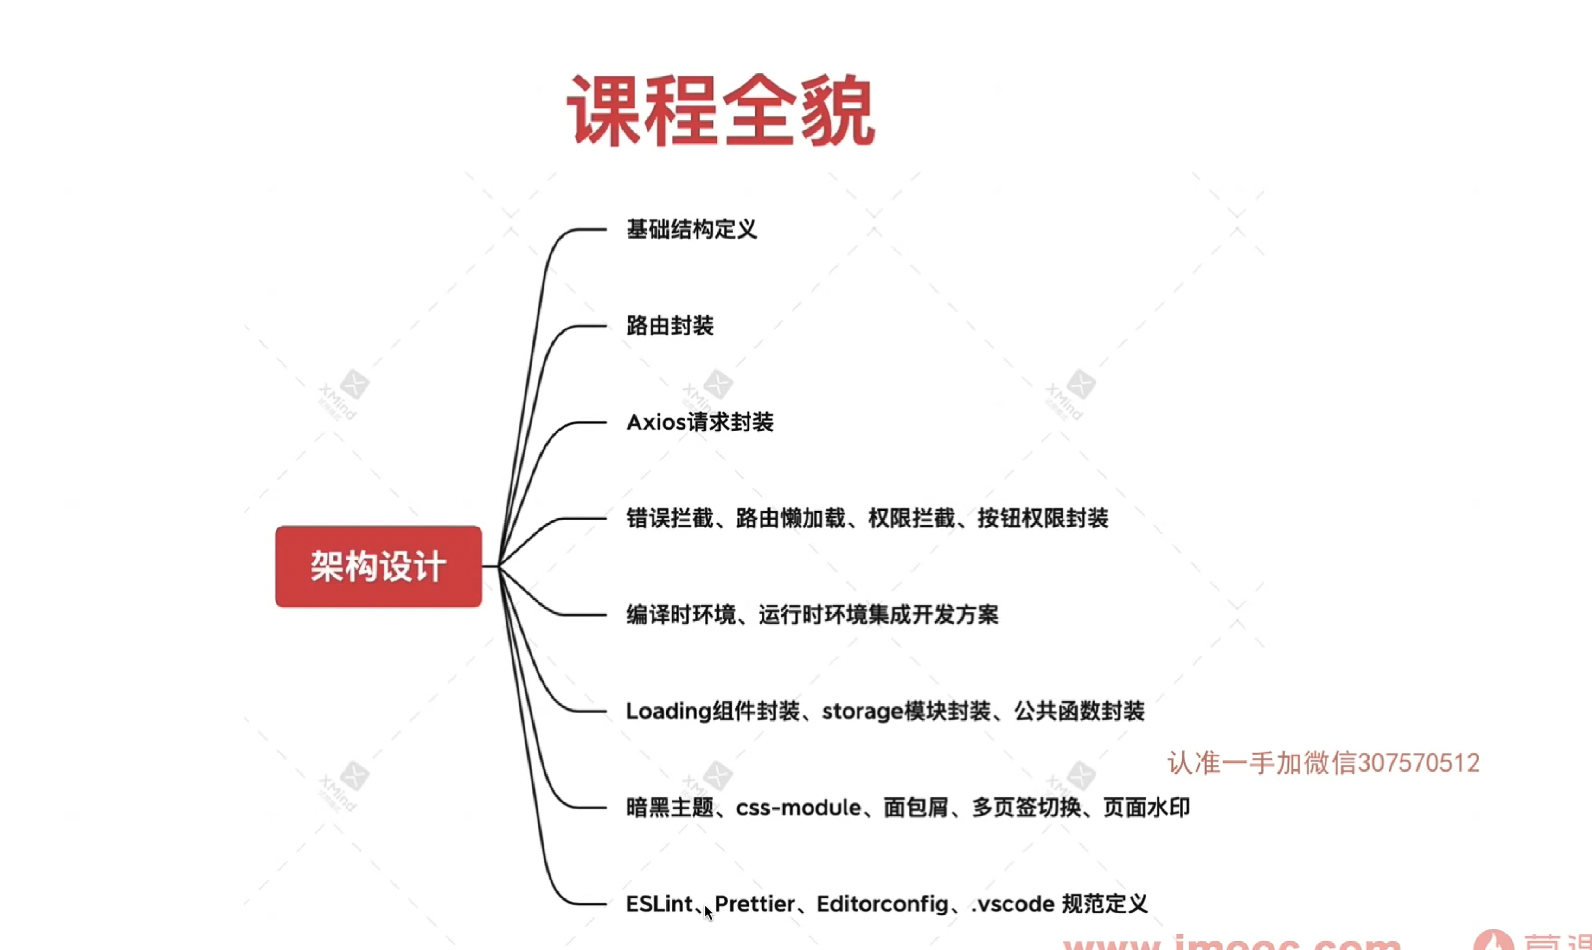 课程全貌
基础结构定义
路由封装
XMind
XMind
XMind
Axios请求封装
错误拦截、路由懒加载、权限拦截、按钮权限封装
架构设计
编译时环境、运行时环境集成开发方案
Loading组件封装、storage模块封装、公共函数封装
认准一手加微信307570512
XMind
XMind
XMind
暗黑主题、css-module、面包屑、多页签切换、页面水印
ESLint、Prettier、Editorconfig、.vscode 规范定义
www.imooc.com